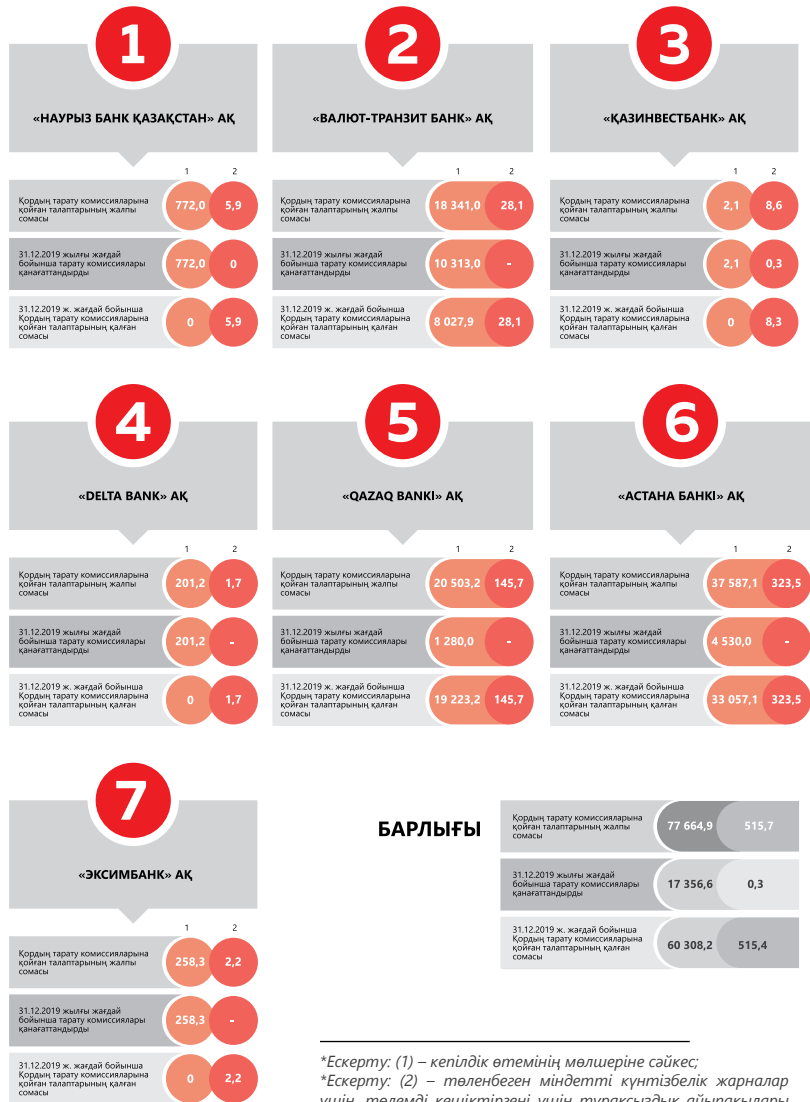 1
«НАУРЫЗ БАНК ҚАЗАҚСТАН» АҚ
1 2
Қордың тарату комиссияларына
қойған талаптарының жалпы
сомасы
772,0 5,9
31.12.2019 жылғы жағдай
бойынша тарату комиссиялары
қанағаттандырды
772,0 0
31.12.2019 ж. жағдай бойынша
Қордың тарату комиссияларына
қойған талаптарының қалған
сомасы
0 5,9
2
«ВАЛЮТ-ТРАНЗИТ БАНК» АҚ
1 2
Қордың тарату комиссияларына
қойған талаптарының жалпы
сомасы
18 341,0 28,1
31.12.2019 жылғы жағдай
бойынша тарату комиссиялары
қанағаттандырды
10 313,0 -
31.12.2019 ж. жағдай бойынша
Қордың тарату комиссияларына
қойған талаптарының қалған
сомасы
8 027,9 28,1
3
«ҚАЗИНВЕСТБАНК» АҚ
1 2
Қордың тарату комиссияларына
қойған талаптарының жалпы
сомасы
2,1 8,6
31.12.2019 жылғы жағдай
бойынша тарату комиссиялары
қанағаттандырды
2,1 0,3
31.12.2019 ж. жағдай бойынша
Қордың тарату комиссияларына
қойған талаптарының қалған
сомасы
0 8,3
4
«DELTA BANK» АҚ
1 2
Қордың тарату комиссияларына
қойған талаптарының жалпы
сомасы
201,2 1,7
31.12.2019 жылғы жағдай
бойынша тарату комиссиялары
қанағаттандырды
201,2 -
31.12.2019 ж. жағдай бойынша
Қордың тарату комиссияларына
қойған талаптарының қалған
сомасы
0 1,7
5
«QAZAQ BANKI» АҚ
1 2
Қордың тарату комиссияларына
қойған талаптарының жалпы
сомасы
20 503,2 145,7
31.12.2019 жылғы жағдай
бойынша тарату комиссиялары
қанағаттандырды
1 280,0 -
31.12.2019 ж. жағдай бойынша
Қордың тарату комиссияларына
қойған талаптарының қалған
сомасы
19 223,2 145,7
6
«АСТАНА БАНКІ» АҚ
1 2
Қордың тарату комиссияларына
қойған талаптарының жалпы
сомасы
37 587,1 323,5
31.12.2019 жылғы жағдай
бойынша тарату комиссиялары
қанағаттандырды
4 530,0 -
31.12.2019 ж. жағдай бойынша
Қордың тарату комиссияларына
қойған талаптарының қалған
сомасы
33 057,1 323,5
7
«ЭКСИМБАНК» АҚ
1 2
Қордың тарату комиссияларына
қойған талаптарының жалпы
сомасы
258,3 2,2
31.12.2019 жылғы жағдай
бойынша тарату комиссиялары
қанағаттандырды
258,3 -
31.12.2019 ж. жағдай бойынша
Қордың тарату комиссияларына
қойған талаптарының қалған
сомасы
0 2,2
БАРЛЫҒЫ
Қордың тарату комиссияларына
қойған талаптарының жалпы
сомасы
77 664,9 515,7
31.12.2019 жылғы жағдай
бойынша тарату комиссиялары
қанағаттандырды
17 356,6 0,3
31.12.2019 ж. жағдай бойынша
Қордың тарату комиссияларына
қойған талаптарының қалған
сомасы
60 308,2 515,4
*Ескерту: (1) – кепілдік өтемінің мөлшеріне сәйкес;
*Ескерту: (2) – төленбеген міндетті күнтізбелік жарналар
үшін, төлемді кешіктіргені үшін тұрақсыздық айыпақылары